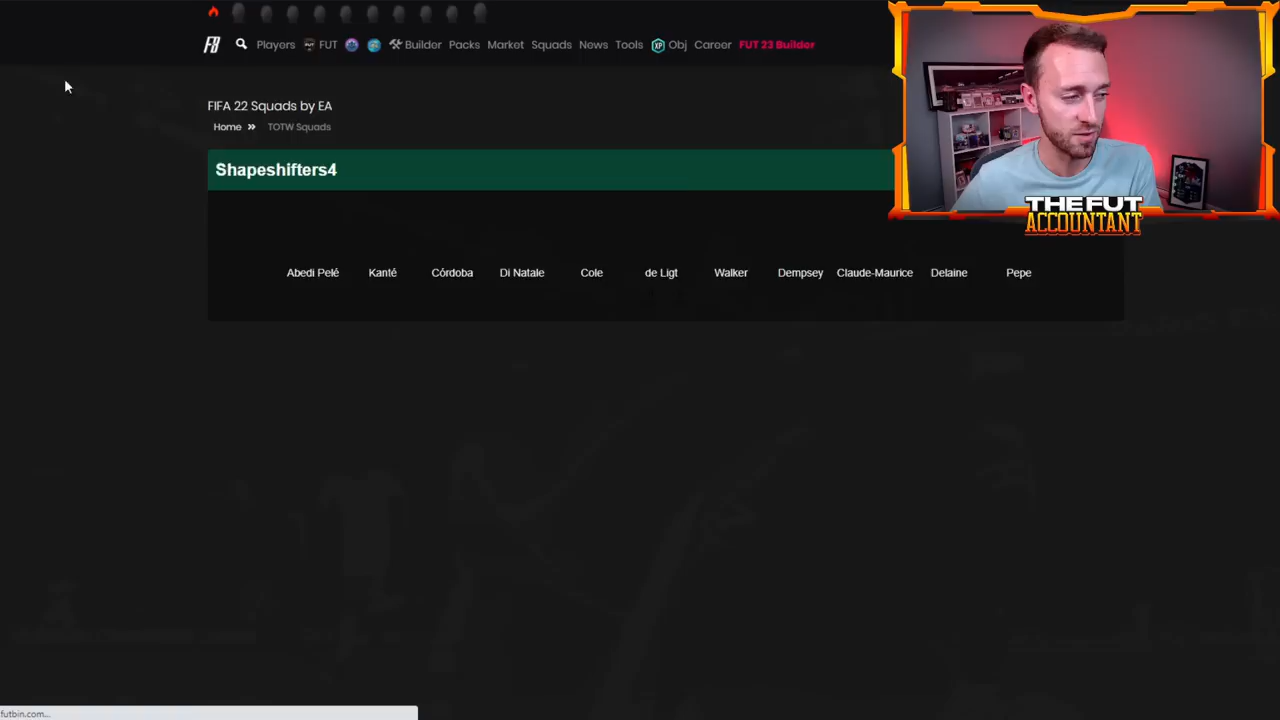 F8 Players FUT Builder Packs Market Squads News Tools XP Obj Career FUT 23 Builder
FIFA 22 Squads by EA
Home » TOTW Squads
Shapeshifters4
Abedi Pelé Kanté Córdoba Di Natale Cole de Ligt Walker Dempsey Claude-Maurice Delaine Pepe
THE FUT
ACCOUNTANT
futbin.com...